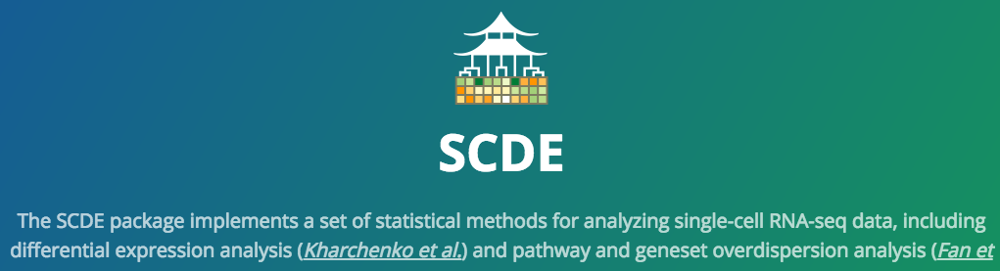 SCDE
The SCDE package implements a set of statistical methods for analyzing single-cell RNA-seq data, including
differential expression analysis (Kharchenko et al.) and pathway and geneset overdispersion analysis (Fan et